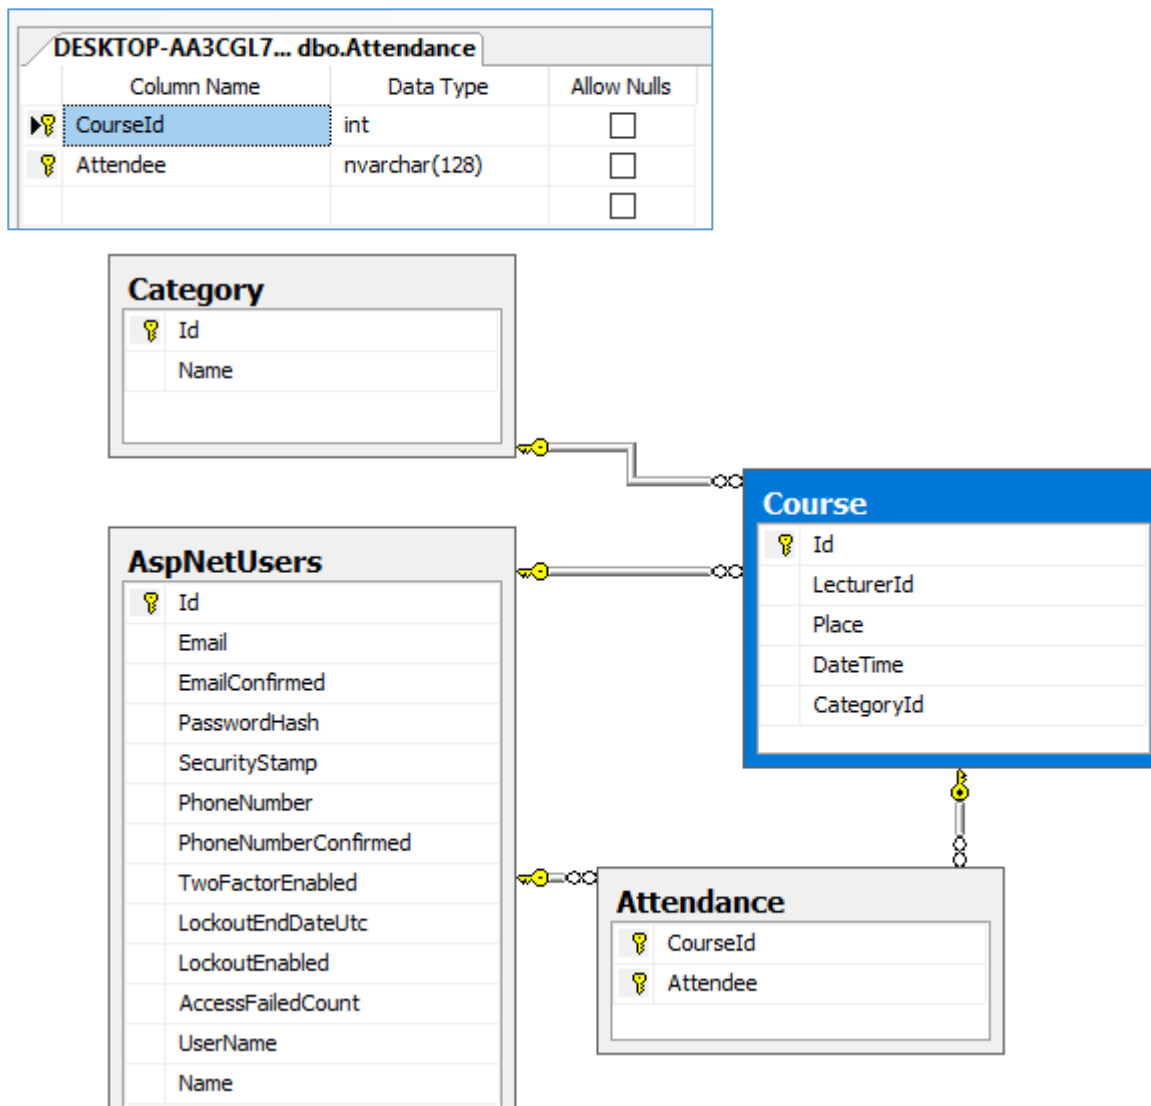 DESKTOP-AA3CGL7... dbo.Attendance
Column Name Data Type Allow Nulls
CourseId int
Attendee nvarchar(128)
Category
Id
Name
Course
Id
LecturerId
Place
DateTime
CategoryId
AspNetUsers
Id
Email
EmailConfirmed
PasswordHash
SecurityStamp
PhoneNumber
PhoneNumberConfirmed
TwoFactorEnabled
LockoutEndDateUtc
LockoutEnabled
AccessFailedCount
UserName
Name
Attendance
CourseId
Attendee